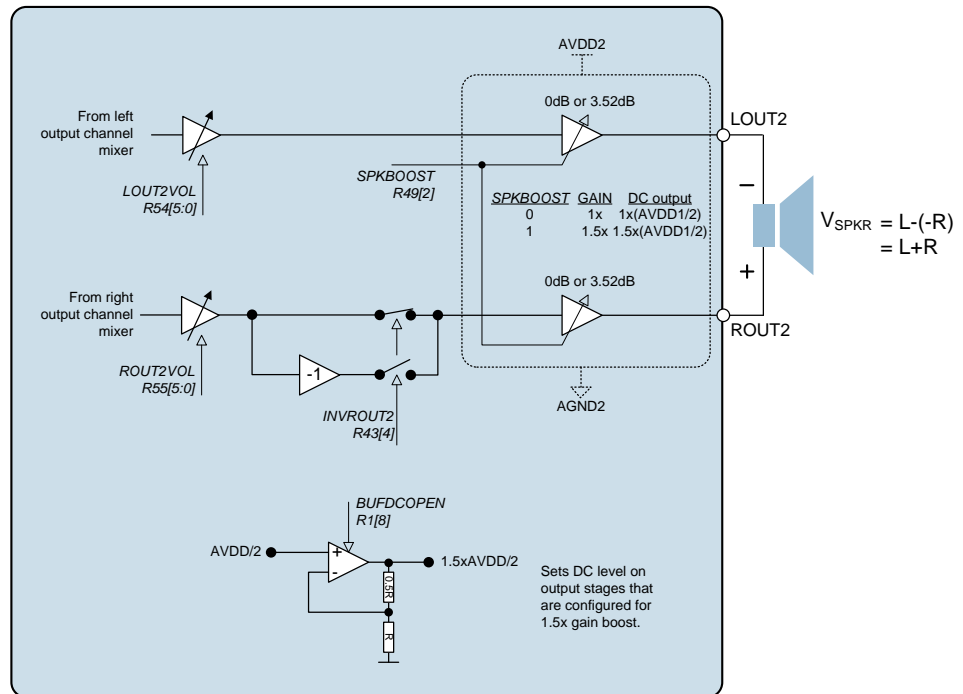 AVDD2
0dB or 3.52dB
From left
output channel
mixer
LOUT2
LOUT2VOL
R54[5:0]
SPKBOOST
R49[2]
SPKBOOST GAIN DC output
0 1x 1x(AVDD1/2)
1 1.5x 1.5x(AVDD1/2)
−
+
VSPKR = L-(-R)
= L+R
0dB or 3.52dB
From right
output channel
mixer
ROUT2
-1
ROUT2VOL
R55[5:0]
INVROUT2
R43[4]
AGND2
BUFDCOPEN
R1[8]
AVDD/2
+
-
1.5xAVDD/2
0.5R
R
Sets DC level on
output stages that
are configured for
1.5x gain boost.